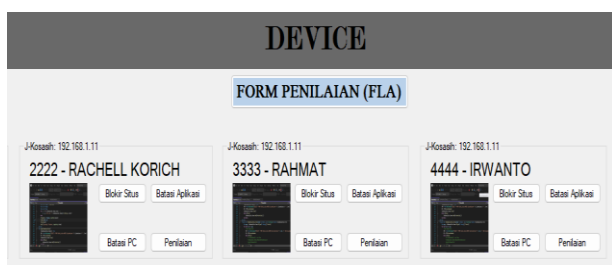 DEVICE
FORM PENILAIAN (FLA)
J-Kosasih: 192.168.1.11
2222 - RACHELL KORICH
Blokir Situs
Batasi Aplikasi
Batasi PC
Penilaian
J-Kosasih: 192.168.1.11
3333 - RAHMAT
Blokir Situs
Batasi Aplikasi
Batasi PC
Penilaian
J-Kosasih: 192.168.1.11
4444 - IRWANTO
Blokir Situs
Batasi Aplikasi
Batasi PC
Penilaian